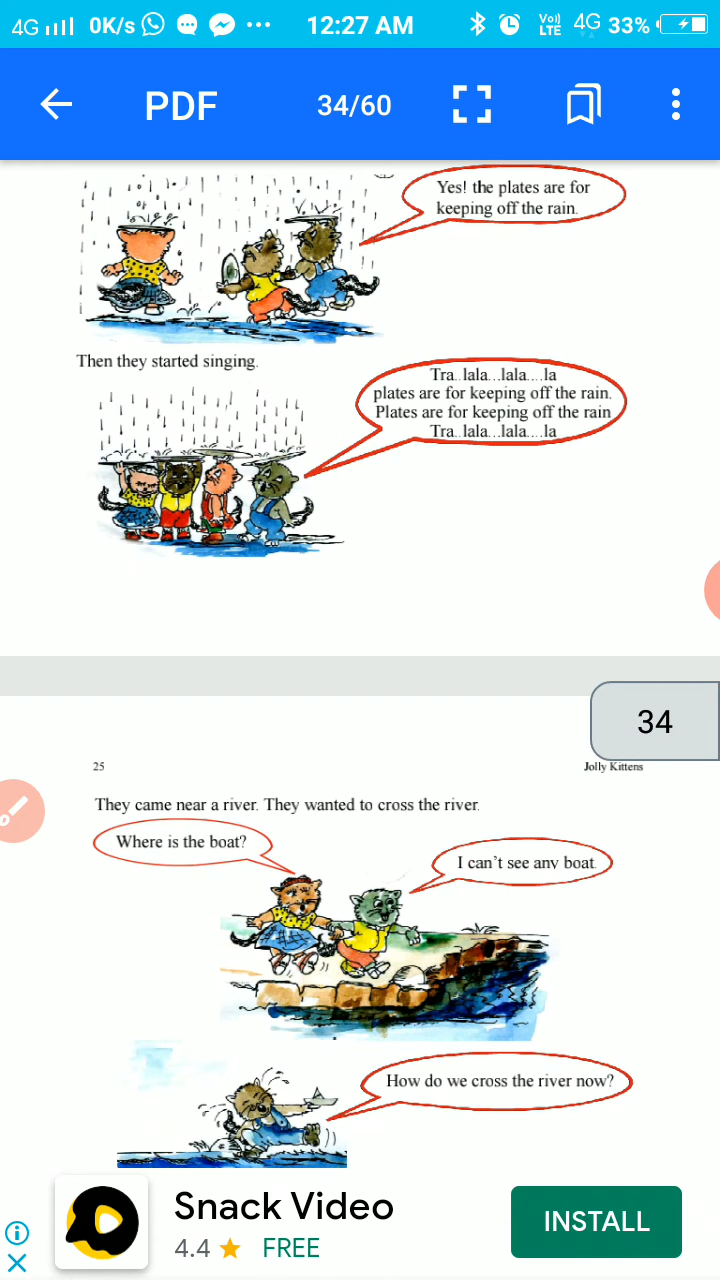 4G 0K/s 12:27 AM Vo) LTE 4G 33%
PDF 34/60
Yes! the plates are for
keeping off the rain.
Then they started singing.
Tra..lala...lala....la
plates are for keeping off the rain.
Plates are for keeping off the rain
Tra..lala...lala....la
34
25 Jolly Kittens
They came near a river. They wanted to cross the river.
Where is the boat?
I can't see any boat.
How do we cross the river now?
Snack Video
4.4 FREE
INSTALL